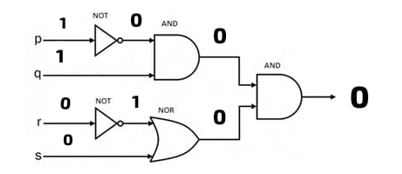 1 NOT 0 AND
p 0
1
q
AND
0
0 NOT 1 NOR
r 0
0
s